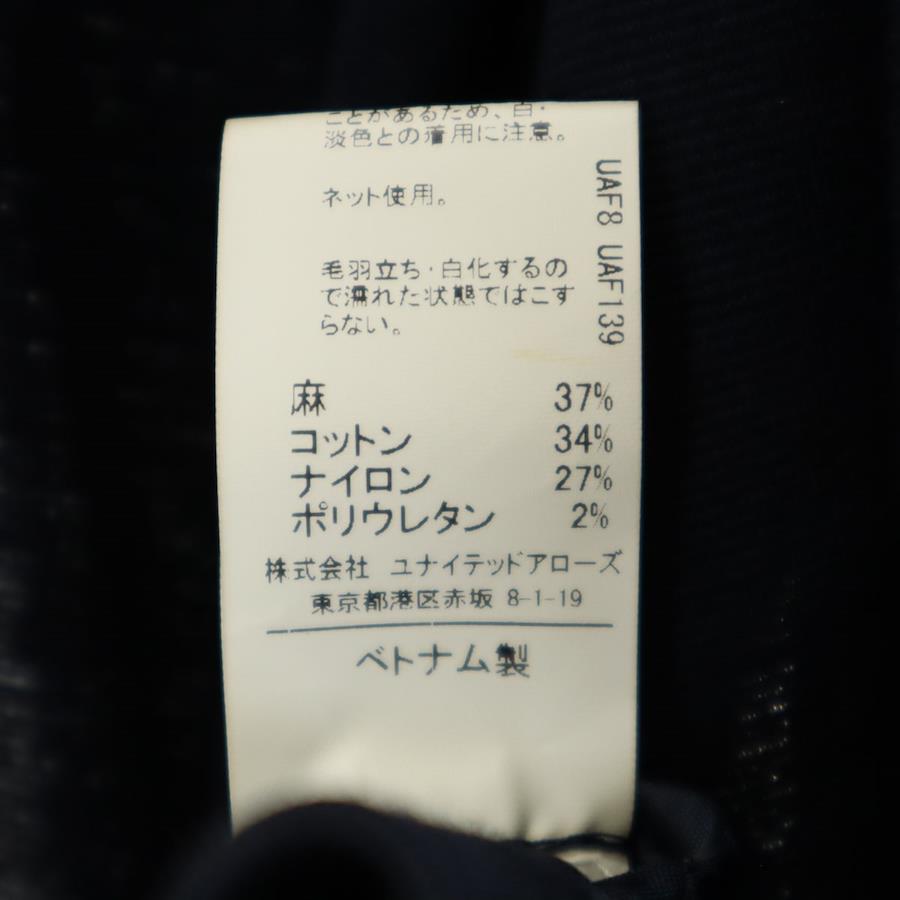 ことがあるため、白・
淡色との着用に注意。
ネット使用。
毛羽立ち・白化するの
で濡れた状態ではこす
らない。
UAF8 UAF139
麻 37%
コットン 34%
ナイロン 27%
ポリウレタン 2%
株式会社 ユナイテッドアローズ
東京都港区赤坂 8-1-19
ベトナム製